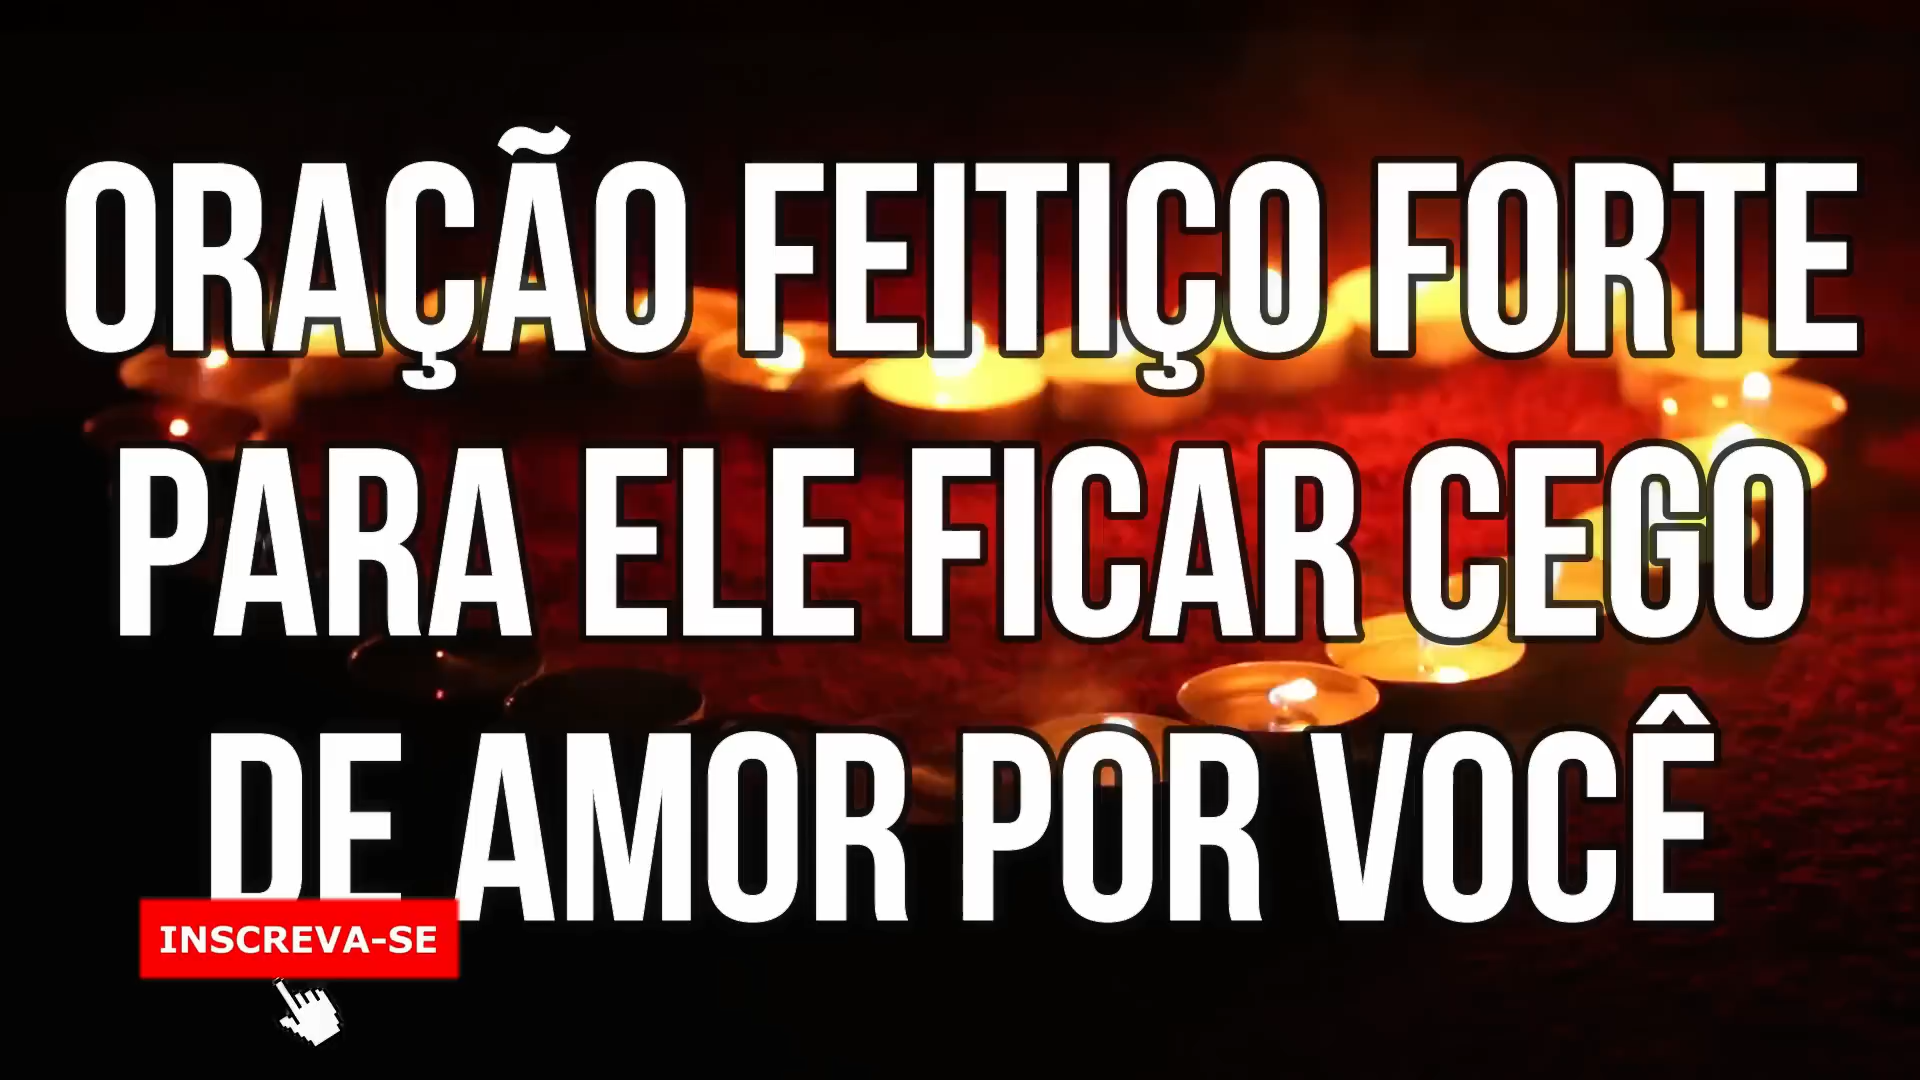 ORAÇÃO FEITIÇO FORTE
PARA ELE FICAR CEGO
DE AMOR POR VOCÊ
INSCREVA-SE